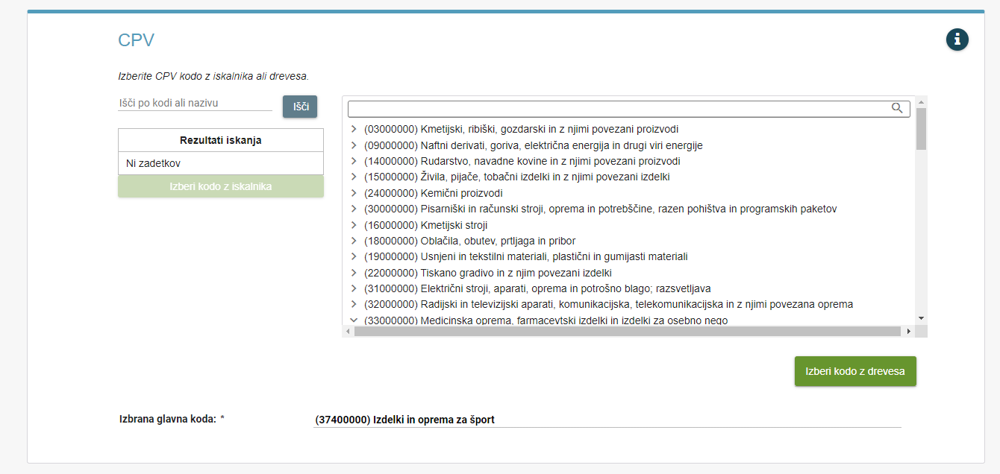 CPV
Izberite CPV kodo z iskalnika ali drevesa.
Išči po kodi ali nazivu
Išči
Rezultati iskanja
Ni zadetkov
Izberi kodo z iskalnika
(03000000) Kmetijski, ribiški, gozdarski in z njimi povezani proizvodi
(09000000) Naftni derivati, goriva, električna energija in drugi viri energije
(14000000) Rudarstvo, navadne kovine in z njimi povezani proizvodi
(15000000) Živila, pijače, tobačni izdelki in z njimi povezani izdelki
(24000000) Kemični proizvodi
(30000000) Pisarniški in računski stroji, oprema in potrebščine, razen pohištva in programskih paketov
(16000000) Kmetijski stroji
(18000000) Oblačila, obutev, prtljaga in pribor
(19000000) Usnjeni in tekstilni materiali, plastični in gumijasti materiali
(22000000) Tiskano gradivo in z njim povezani izdelki
(31000000) Električni stroji, aparati, oprema in potrošno blago; razsvetljava
(32000000) Radijski in televizijski aparati, komunikacijska, telekomunikacijska in z njimi povezana oprema
(33000000) Medicinska oprema, farmacevtski izdelki in izdelki za osebno nego
Izberi kodo z drevesa
Izbrana glavna koda: *
(37400000) Izdelki in oprema za šport